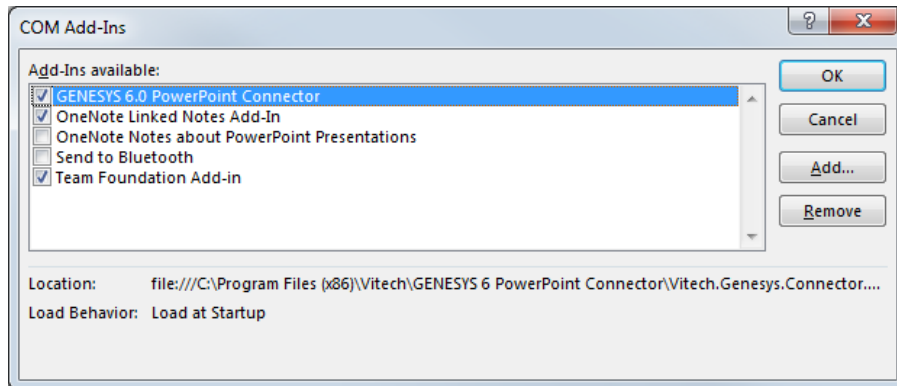 COM Add-Ins
Add-Ins available:
GENESYS 6.0 PowerPoint Connector
OneNote Linked Notes Add-In
OneNote Notes about PowerPoint Presentations
Send to Bluetooth
Team Foundation Add-in
OK
Cancel
Add...
Remove
Location: file:///C:\Program Files (x86)\Vitech\GENESYS 6 PowerPoint Connector\Vitech.Genesys.Connector....
Load Behavior: Load at Startup